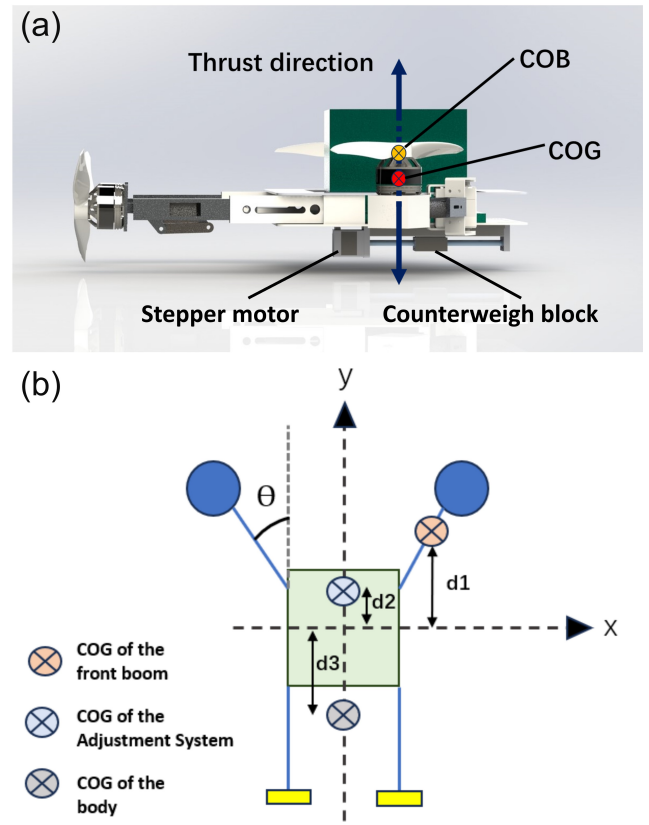 (a)
Thrust direction
COB
COG
Stepper motor
Counterweigh block
(b)
y
θ
d1
d2
x
d3
COG of the
front boom
COG of the
Adjustment System
COG of the
body